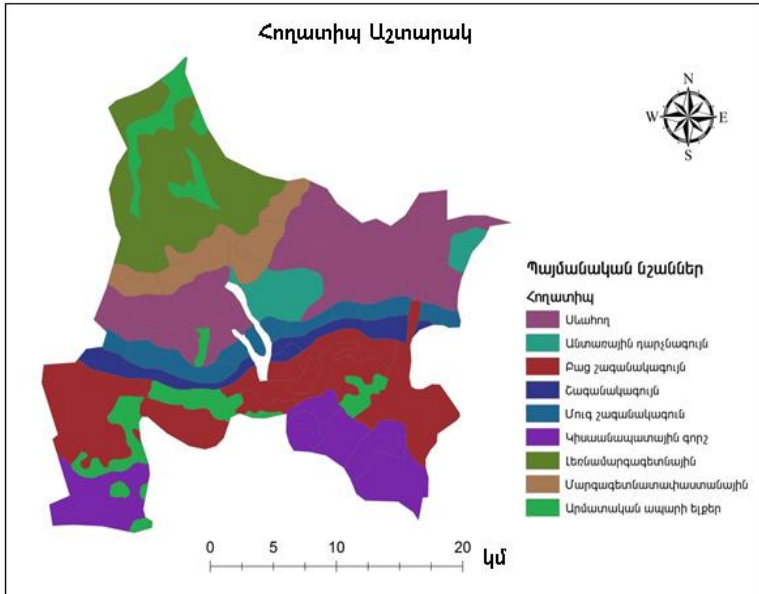 Հողատիպ Աշտարակ
N
W E
S
Պայմանական նշաններ
Հողատիպ
Սևահող
Անտառային դարչնագույն
Բաց շագանակագույն
Շագանակագույն
Մուգ շագանակագուն
Կիսաանապատային գորշ
Լեռնամարգագետնային
Մարգագետնատափաստանային
Արմատական ապարի ելքեր
0 5 10 20
կմ